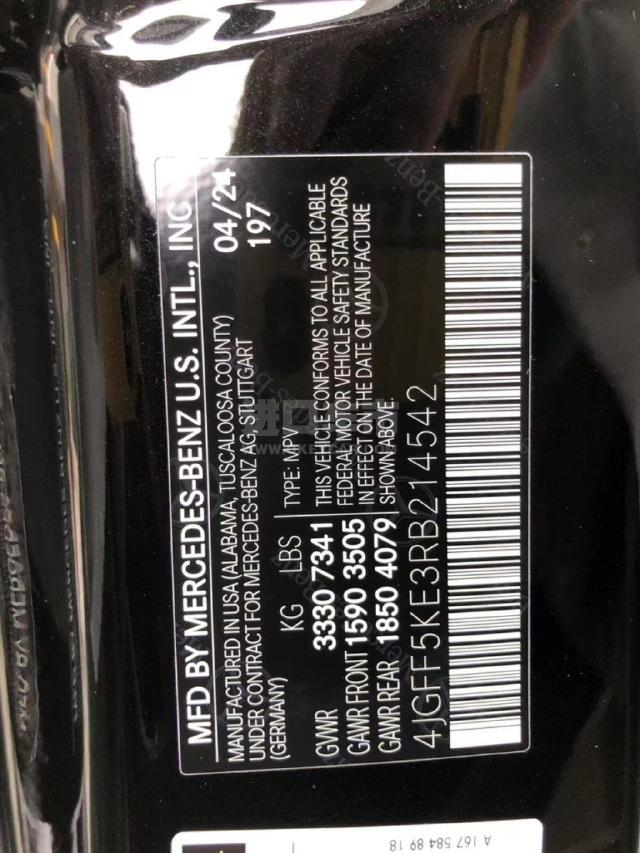 MFD BY MERCEDES-BENZ U.S. INTL., INC
MANUFACTURED IN USA (ALABAMA, TUSCALOOSA COUNTY) 04/24
UNDER CONTRACT FOR MERCEDES-BENZ AG, STUTTGART 197
(GERMANY)
KG LBS TYPE: MPV
GVWR 3330 7341 THIS VEHICLE CONFORMS TO ALL APPLICABLE
GAWR FRONT 1590 3505 FEDERAL MOTOR VEHICLE SAFETY STANDARDS
GAWR REAR 1850 4079 IN EFFECT ON THE DATE OF MANUFACTURE
SHOWN ABOVE.
4JGFF5KE3RB214542
A 167 584 89 18